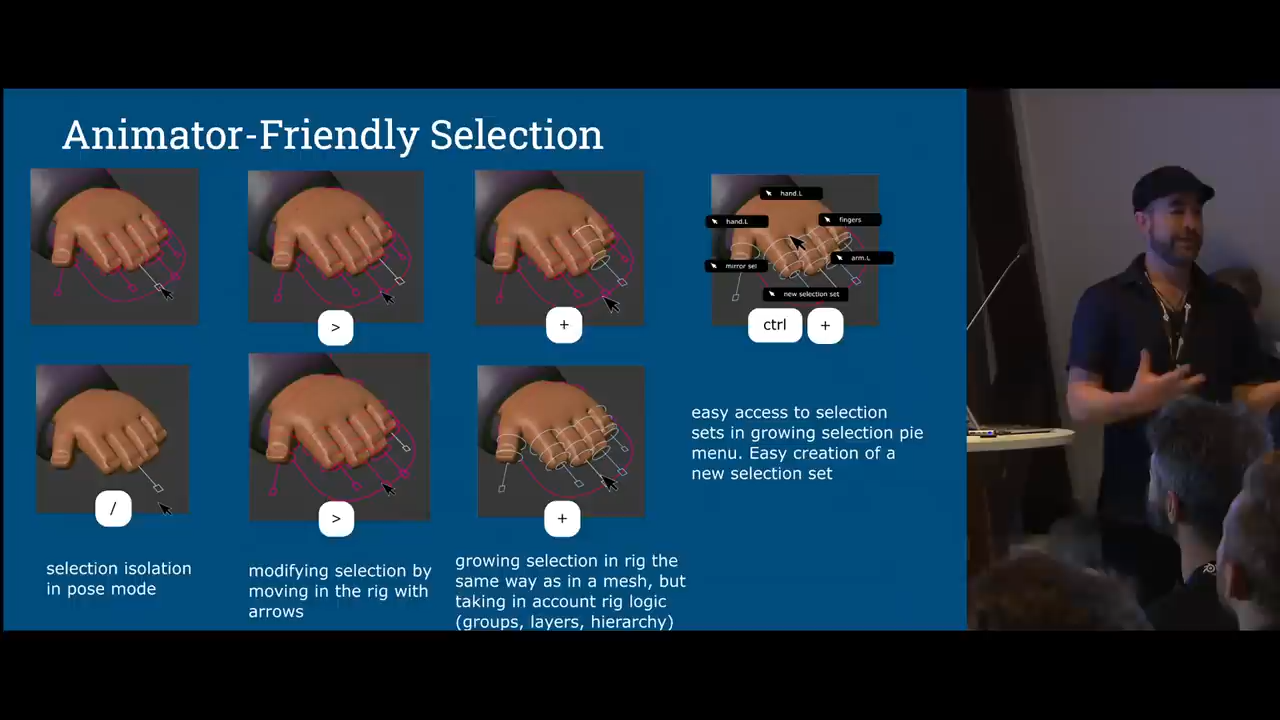 Animator-Friendly Selection
hand.L
hand.L
fingers
mirror sel
arm.L
new selection set
>
+
ctrl
+
/
>
+
easy access to selection
sets in growing selection pie
menu. Easy creation of a
new selection set
selection isolation
in pose mode
modifying selection by
moving in the rig with
arrows
growing selection in rig the
same way as in a mesh, but
taking in account rig logic
(groups, layers, hierarchy)